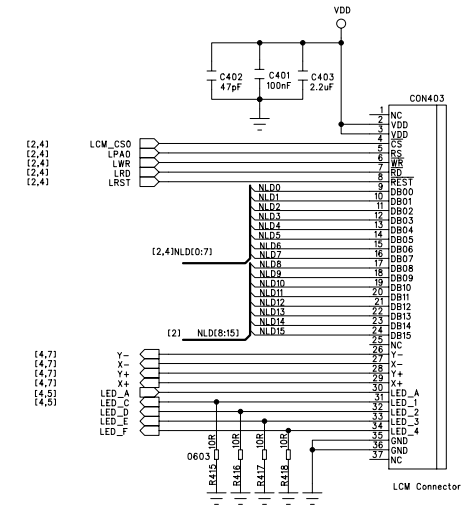 VDD
C402
47pF
C401
100nF
C403
2.2uF
CON403
1 NC
2 VDD
3 VDD
[2,4] LCM_CS0 4 CS
[2,4] LPA0 5 RS
[2,4] LWR 6 WR
[2,4] LRD 7 RD
[2,4] LRST 8 REST
NLD0 9 DB00
NLD1 10 DB01
NLD2 11 DB02
NLD3 12 DB03
NLD4 13 DB04
NLD5 14 DB05
[2,4]NLD[0:7] NLD6 15 DB06
NLD7 16 DB07
NLD8 17 DB08
NLD9 18 DB09
NLD10 19 DB10
NLD11 20 DB11
NLD12 21 DB12
NLD13 22 DB13
NLD14 23 DB14
[2] NLD[8:15] NLD15 24 DB15
25 NC
[4,7] Y- 26 Y-
[4,7] X- 27 X-
[4,7] Y+ 28 Y+
[4,7] X+ 29 X+
[4,5] LED_A 30 LED_A
[4,5] LED_C 31 LED_1
LED_D 32 LED_2
LED_E 33 LED_3
LED_F 34 LED_4
35 GND
36 GND
37 NC
0603
R415 10R
R416 10R
R417 10R
R418 10R
LCM Connector